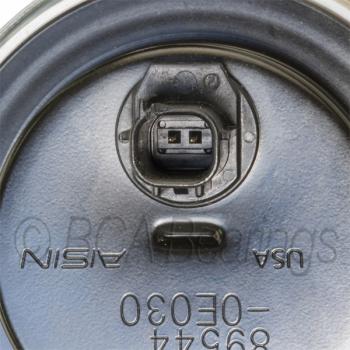 © BCA Bearings
AISIN USA
89544
-0E030